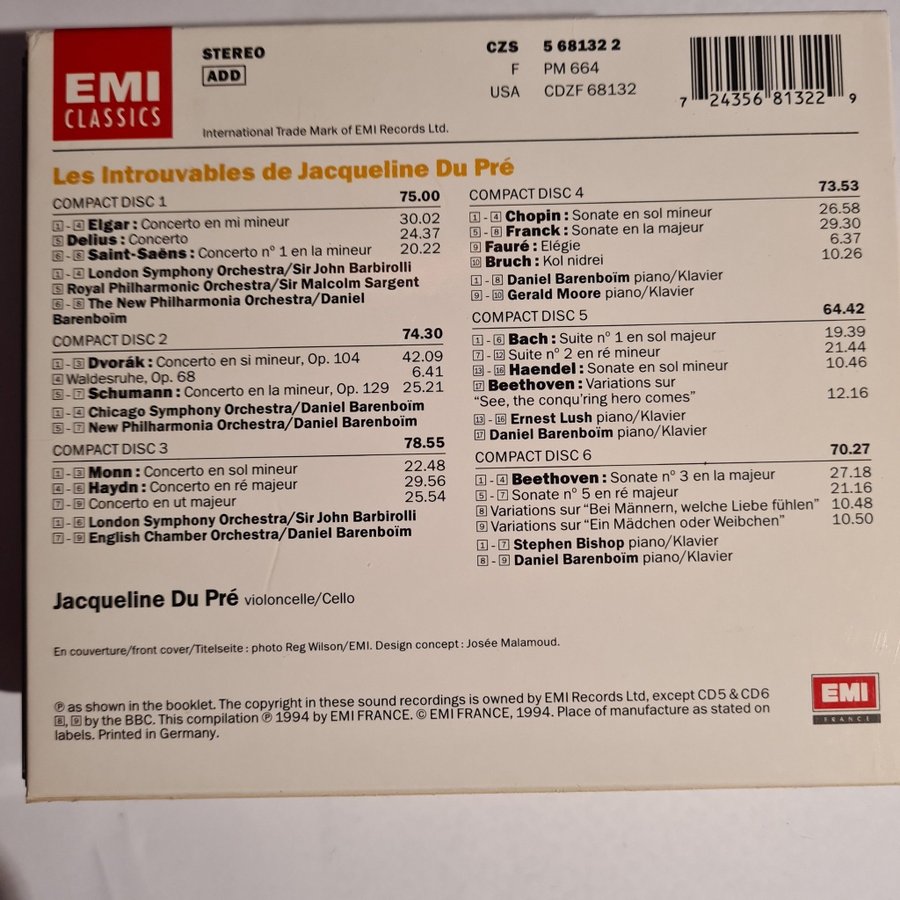 EMI
CLASSICS
STEREO
ADD
International Trade Mark of EMI Records Ltd.
CZS 5 68132 2
F PM 664
USA CDZF 68132
7 24356 81322 9
Les Introuvables de Jacqueline Du Pré
COMPACT DISC 1 75.00
1 - 4 Elgar : Concerto en mi mineur 30.02
5 Delius : Concerto 24.37
6 - 8 Saint-Saëns : Concerto n° 1 en la mineur 20.22
1 - 4 London Symphony Orchestra/Sir John Barbirolli
5 Royal Philharmonic Orchestra/Sir Malcolm Sargent
6 - 8 The New Philharmonia Orchestra/Daniel
Barenboïm
COMPACT DISC 2 74.30
1 - 3 Dvorák : Concerto en si mineur, Op. 104 42.09
4 Waldesruhe, Op. 68 6.41
5 - 7 Schumann : Concerto en la mineur, Op. 129 25.21
1 - 4 Chicago Symphony Orchestra/Daniel Barenboïm
5 - 7 New Philharmonia Orchestra/Daniel Barenboïm
COMPACT DISC 3 78.55
1 - 3 Monn : Concerto en sol mineur 22.48
4 - 6 Haydn : Concerto en ré majeur 29.56
7 - 9 Concerto en ut majeur 25.54
1 - 6 London Symphony Orchestra/Sir John Barbirolli
7 - 9 English Chamber Orchestra/Daniel Barenboïm
COMPACT DISC 4 73.53
1 - 4 Chopin : Sonate en sol mineur 26.58
5 - 8 Franck : Sonate en la majeur 29.30
9 Fauré : Elégie 6.37
10 Bruch : Kol nidrei 10.26
1 - 8 Daniel Barenboïm piano/Klavier
9 - 10 Gerald Moore piano/Klavier
COMPACT DISC 5 64.42
1 - 6 Bach : Suite n° 1 en sol majeur 19.39
7 - 12 Suite n° 2 en ré mineur 21.44
13 - 16 Haendel : Sonate en sol mineur 10.46
17 Beethoven : Variations sur
"See, the conqu'ring hero comes" 12.16
13 - 16 Ernest Lush piano/Klavier
17 Daniel Barenboïm piano/Klavier
COMPACT DISC 6 70.27
1 - 4 Beethoven : Sonate n° 3 en la majeur 27.18
5 - 7 Sonate n° 5 en ré majeur 21.16
8 Variations sur "Bei Männern, welche Liebe fühlen" 10.48
9 Variations sur "Ein Mädchen oder Weibchen" 10.50
1 - 7 Stephen Bishop piano/Klavier
8 - 9 Daniel Barenboïm piano/Klavier
Jacqueline Du Pré violoncelle/Cello
En couverture/front cover/Titelseite : photo Reg Wilson/EMI. Design concept : Josée Malamoud.
℗ as shown in the booklet. The copyright in these sound recordings is owned by EMI Records Ltd, except CD5 & CD6
8, 9 by the BBC. This compilation ℗ 1994 by EMI FRANCE. © EMI FRANCE, 1994. Place of manufacture as stated on
labels. Printed in Germany.
EMI
FRANCE